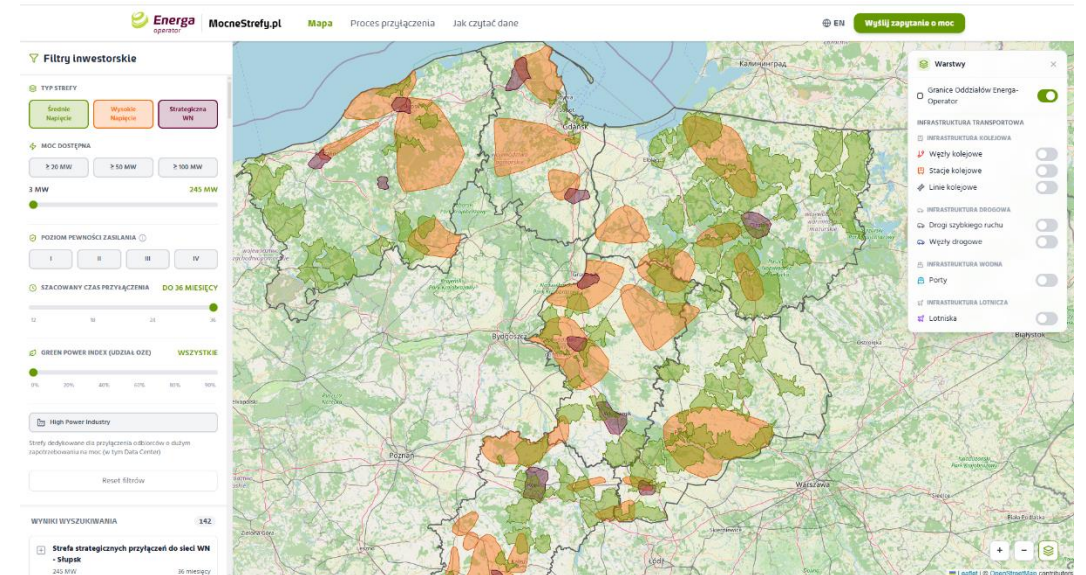 Energa
operator
MocneStrefy.pl
Mapa
Proces przyłączenia
Jak czytać dane
EN
Wyślij zapytanie o moc
Filtry inwestorskie
TYP STREFY
Średnie
Napięcie
Wysokie
Napięcie
Strategiczna
WN
MOC DOSTĘPNA
≥ 20 MW
≥ 50 MW
≥ 100 MW
3 MW
245 MW
POZIOM PEWNOŚCI ZASILANIA
I
II
III
IV
SZACOWANY CZAS PRZYŁĄCZENIA
DO 36 MIESIĘCY
12
36
GREEN POWER INDEX (UDZIAŁ OZE)
WSZYSTKIE
0%
20%
40%
60%
80%
90%
High Power Industry
Strefy dedykowane dla przyłączenia odbiorców o dużym
zapotrzebowaniu na moc (w tym Data Center)
Reset filtrów
WYNIKI WYSZUKIWANIA
142
Strefa strategicznych przyłączeń do sieci WN
- Słupsk
245 MW
36 miesięcy
Калининград
Gdańsk
Bydgoszcz
Poznań
Warszawa
Łódź
Białystok
Warstwy
Granice Oddziałów Energa-
Operator
INFRASTRUKTURA TRANSPORTOWA
INFRASTRUKTURA KOLEJOWA
Węzły kolejowe
Stacje kolejowe
Linie kolejowe
INFRASTRUKTURA DROGOWA
Drogi szybkiego ruchu
Węzły drogowe
INFRASTRUKTURA WODNA
Porty
INFRASTRUKTURA LOTNICZA
Lotniska
+
−
Leaflet | © OpenStreetMap contributors